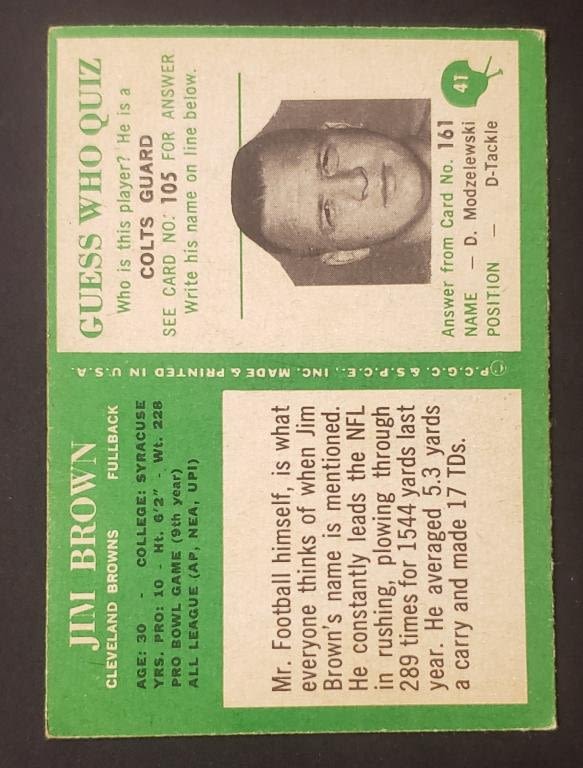 JIM BROWN
CLEVELAND BROWNS FULLBACK
AGE: 30 - COLLEGE: SYRACUSE
YRS. PRO: 10 - Ht. 6'2" - Wt. 228
PRO BOWL GAME (9th year)
ALL LEAGUE (AP, NEA, UPI)
Mr. Football himself, is what
everyone thinks of when Jim
Brown's name is mentioned.
He constantly leads the NFL
in rushing, plowing through
289 times for 1544 yards last
year. He averaged 5.3 yards
a carry and made 17 TDs.
©P.C.G.C. & S.P.C.E., INC. MADE & PRINTED IN U.S.A.
GUESS WHO QUIZ
Who is this player? He is a
COLTS GUARD
SEE CARD NO. 105 FOR ANSWER
Write his name on line below.
41
Answer from Card No. 161
NAME — D. Modzelewski
POSITION — D-Tackle